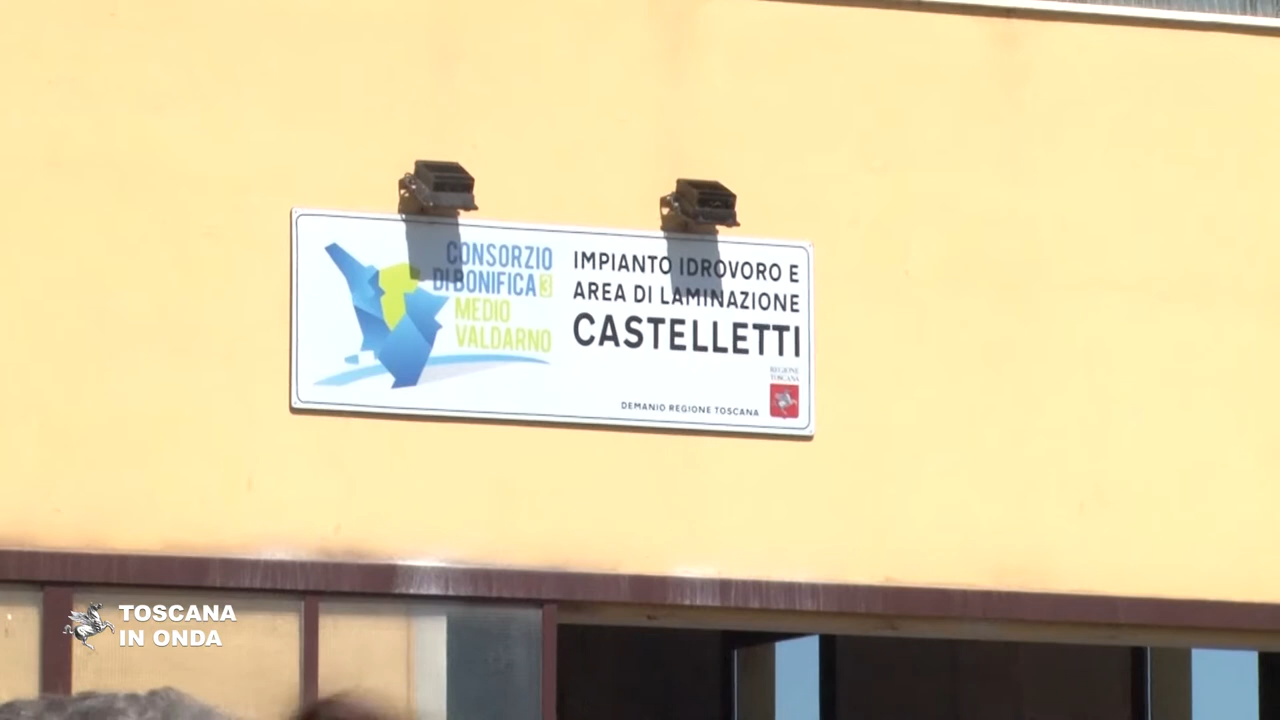 CONSORZIO
DI BONIFICA 3
MEDIO
VALDARNO
IMPIANTO IDROVORO E
AREA DI LAMINAZIONE
CASTELLETTI
REGIONE
TOSCANA
DEMANIO REGIONE TOSCANA
TOSCANA
IN ONDA